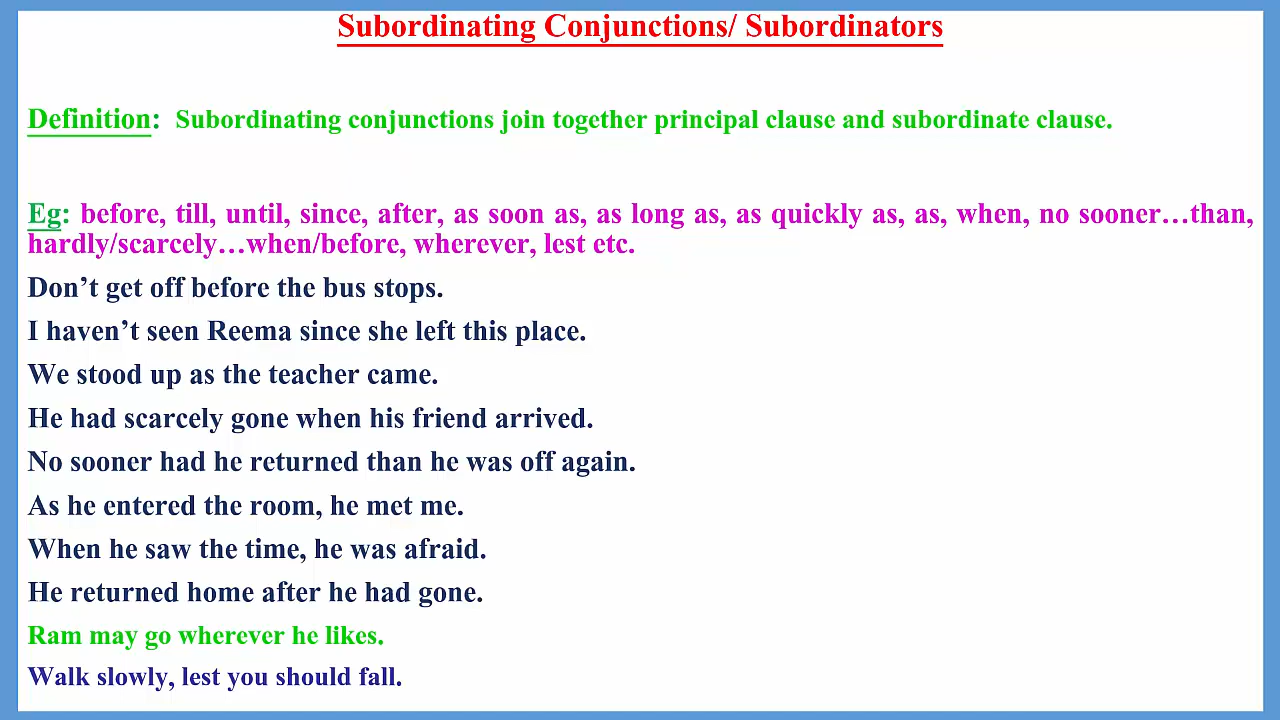 Subordinating Conjunctions/ Subordinators
Definition: Subordinating conjunctions join together principal clause and subordinate clause.
Eg: before, till, until, since, after, as soon as, as long as, as quickly as, as, when, no sooner…than,
hardly/scarcely…when/before, wherever, lest etc.
Don’t get off before the bus stops.
I haven’t seen Reema since she left this place.
We stood up as the teacher came.
He had scarcely gone when his friend arrived.
No sooner had he returned than he was off again.
As he entered the room, he met me.
When he saw the time, he was afraid.
He returned home after he had gone.
Ram may go wherever he likes.
Walk slowly, lest you should fall.